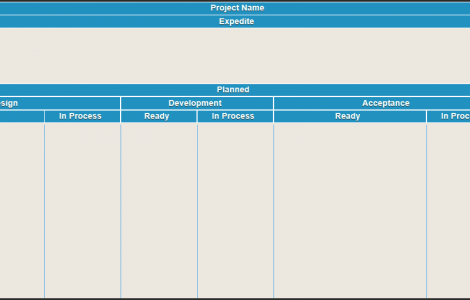 Project Name
Expedite
Planned
sign Development Acceptance
In Process Ready In Process Ready In Proc